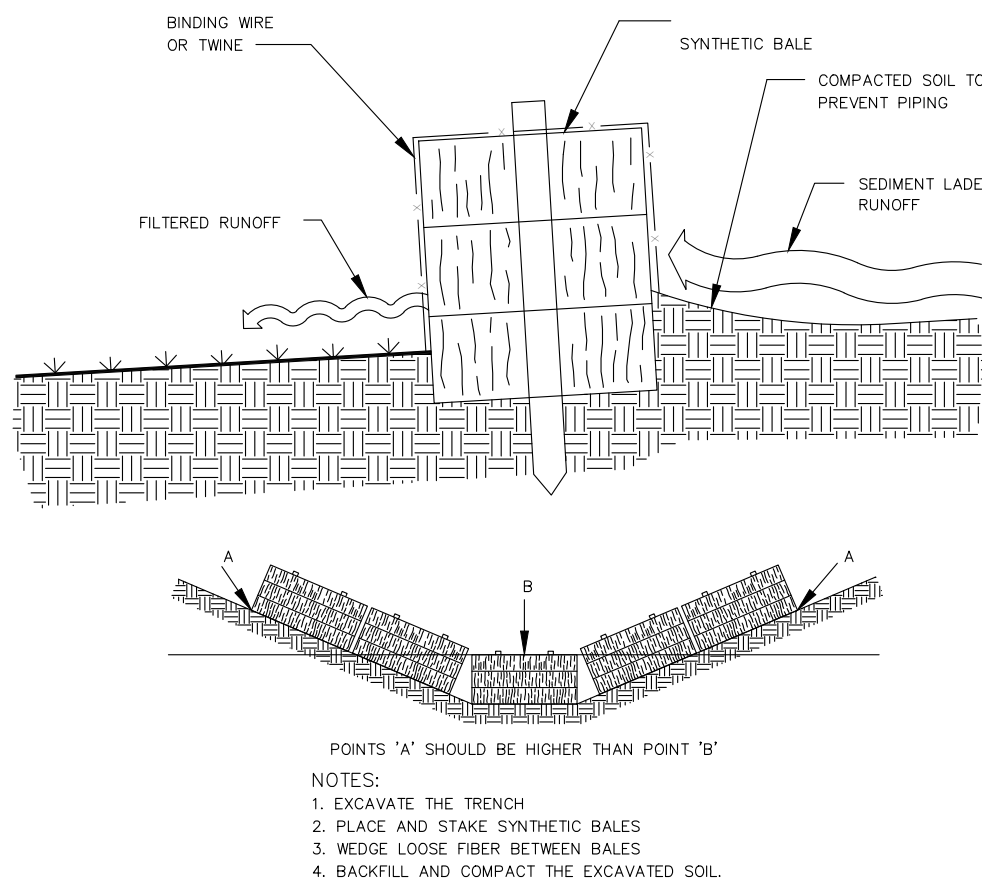 BINDING WIRE
OR TWINE
SYNTHETIC BALE
COMPACTED SOIL TO
PREVENT PIPING
SEDIMENT LADE
RUNOFF
FILTERED RUNOFF
A
B
A
POINTS 'A' SHOULD BE HIGHER THAN POINT 'B'
NOTES:
1. EXCAVATE THE TRENCH
2. PLACE AND STAKE SYNTHETIC BALES
3. WEDGE LOOSE FIBER BETWEEN BALES
4. BACKFILL AND COMPACT THE EXCAVATED SOIL.